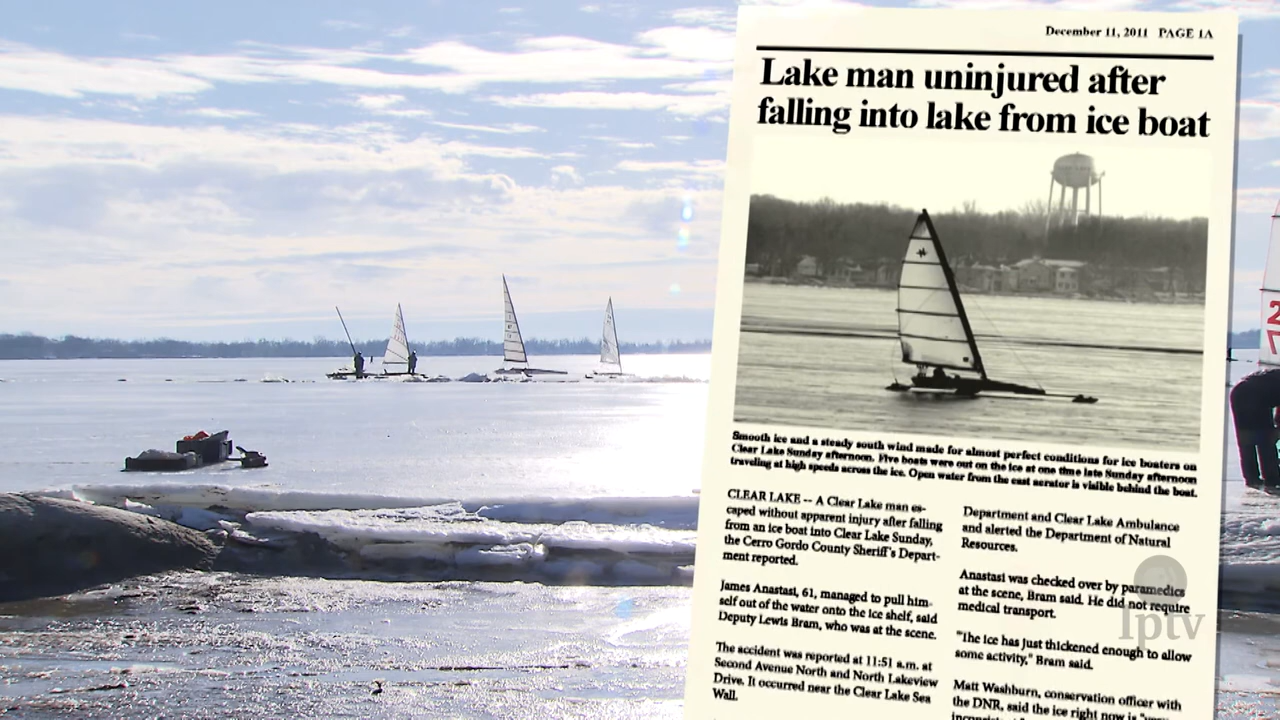 December 11, 2011 PAGE 1A
Lake man uninjured after
falling into lake from ice boat
Smooth ice and a steady south wind made for almost perfect conditions for ice boaters on
Clear Lake Sunday afternoon. Five boats were out on the ice at one time late Sunday afternoon
traveling at high speeds across the ice. Open water from the east aerator is visible behind the boat.
CLEAR LAKE -- A Clear Lake man es-
caped without apparent injury after falling
from an ice boat into Clear Lake Sunday,
the Cerro Gordo County Sheriff's Depart-
ment reported.
James Anastasi, 61, managed to pull him-
self out of the water onto the ice shelf, said
Deputy Lewis Bram, who was at the scene.
The accident was reported at 11:51 a.m. at
Second Avenue North and North Lakeview
Drive. It occurred near the Clear Lake Sea
Wall.
Department and Clear Lake Ambulance
and alerted the Department of Natural
Resources.
Anastasi was checked over by paramedics
at the scene, Bram said. He did not require
medical transport.
"The ice has just thickened enough to allow
some activity," Bram said.
Matt Washburn, conservation officer with
the DNR, said the ice right now is "very
iptv